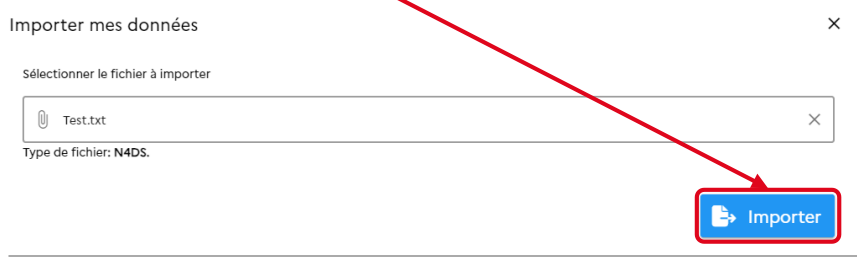 Importer mes données
Sélectionner le fichier à importer
Test.txt
Type de fichier: N4DS.
Importer